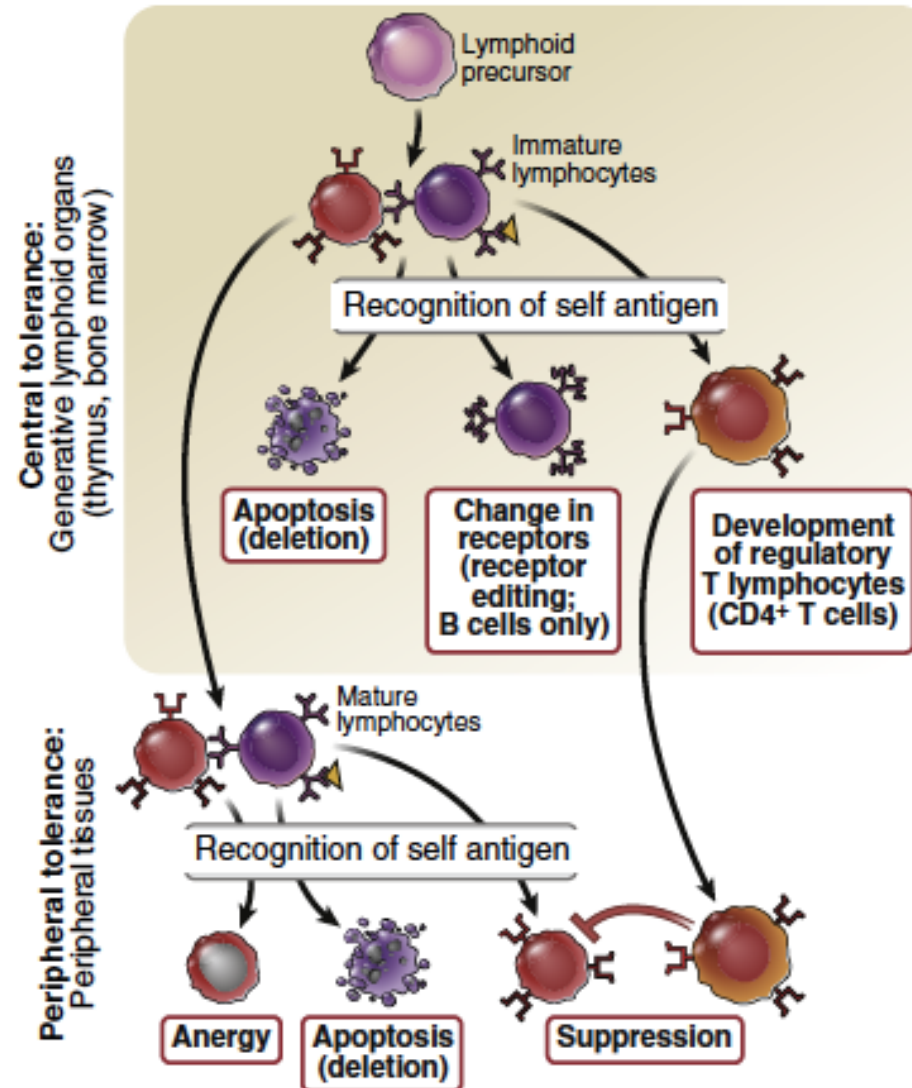 Lymphoid
precursor
Immature
lymphocytes
Central tolerance:
Generative lymphoid organs
(thymus, bone marrow)
Recognition of self antigen
Apoptosis
(deletion)
Change in
receptors
(receptor
editing;
B cells only)
Development
of regulatory
T lymphocytes
(CD4+ T cells)
Mature
lymphocytes
Peripheral tolerance:
Peripheral tissues
Recognition of self antigen
Anergy
Apoptosis
(deletion)
Suppression